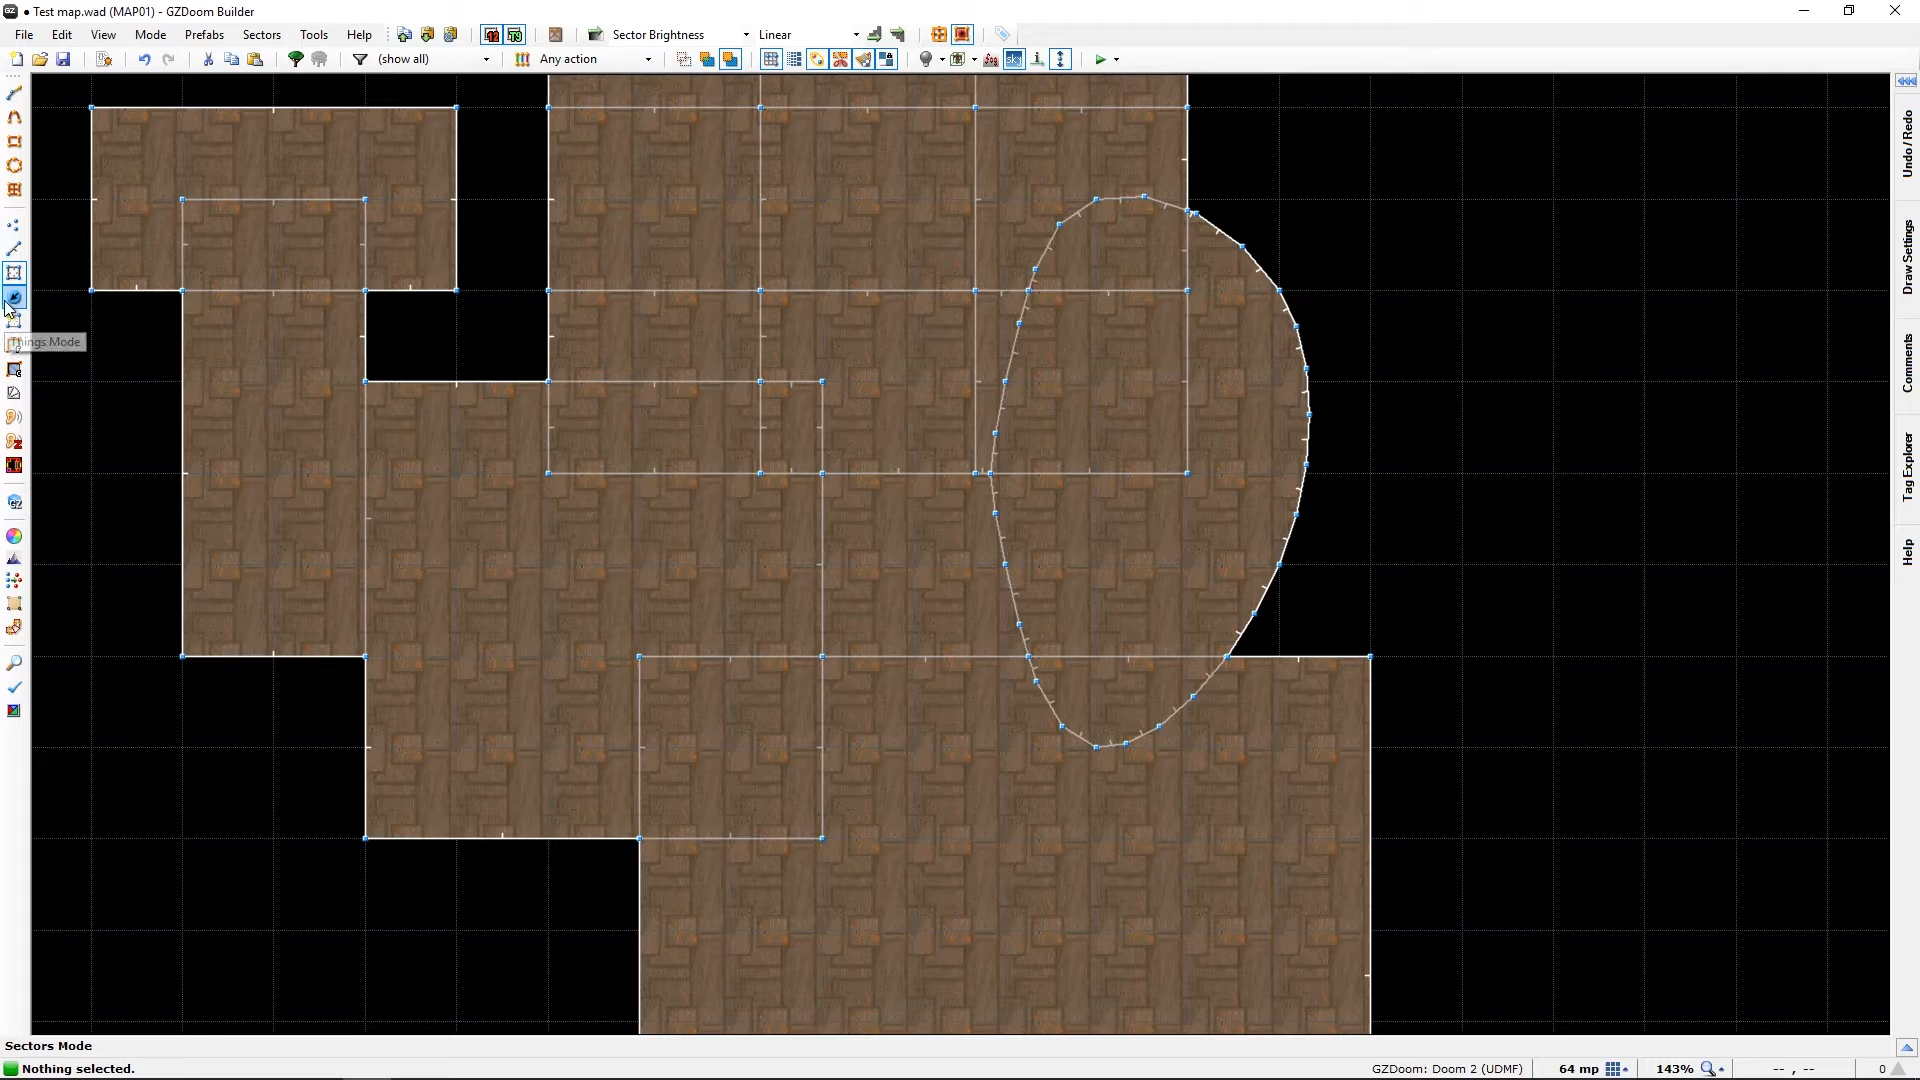 ● Test map.wad (MAP01) - GZDoom Builder
File Edit View Mode Prefabs Sectors Tools Help Sector Brightness Linear
(show all) Any action
Things Mode
Undo / Redo
Draw Settings
Comments
Tag Explorer
Help
Sectors Mode
Nothing selected. GZDoom: Doom 2 (UDMF) 64 mp 143% -- , -- 0